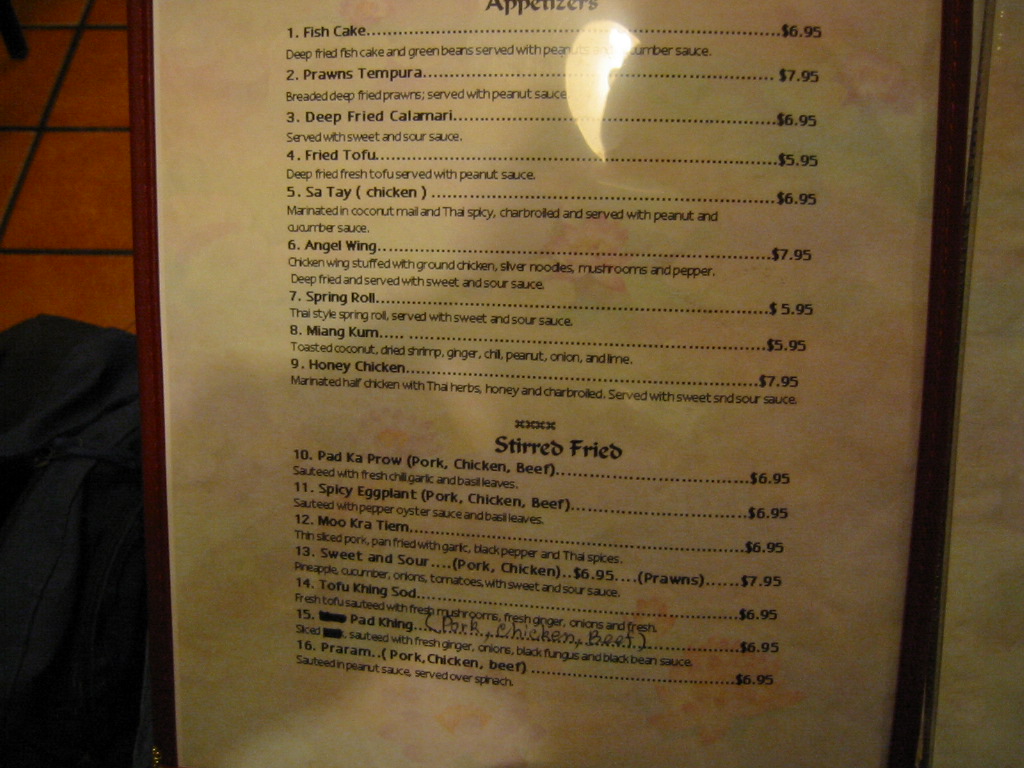 Appetizers
1. Fish Cake..........$6.95
Deep fried fish cake and green beans served with peanuts and cucumber sauce.
2. Prawns Tempura.......... $7.95
Breaded deep fried prawns; served with peanut sauce
3. Deep Fried Calamari..........$6.95
Served with sweet and sour sauce.
4. Fried Tofu..........$5.95
Deep fried fresh tofu served with peanut sauce.
5. Sa Tay ( chicken ) ..........$6.95
Marinated in coconut mail and Thai spicy, charbroiled and served with peanut and
cucumber sauce.
6. Angel Wing..........$7.95
Chicken wing stuffed with ground chicken, silver noodles, mushrooms and pepper.
Deep fried and served with sweet and sour sauce.
7. Spring Roll..........$ 5.95
Thai style spring roll, served with sweet and sour sauce.
8. Miang Kum..... ..........$5.95
Toasted coconut, dried shrimp, ginger, chili, peanut, onion, and lime.
9. Honey Chicken..........$7.95
Marinated half chicken with Thai herbs, honey and charbroiled. Served with sweet snd sour sauce.
xxxx
Stirred Fried
10. Pad Ka Prow (Pork, Chicken, Beef)..........$6.95
Sauteed with fresh chili garlic and basil leaves.
11. Spicy Eggplant (Pork, Chicken, Beef)..........$6.95
Sauteed with pepper oyster sauce and basil leaves.
12. Moo Kra Tiem..........$6.95
Thin sliced pork, pan fried with garlic, black pepper and Thai spices.
13. Sweet and Sour....(Pork, Chicken)..$6.95....(Prawns)......$7.95
Pineapple, cucumber, onions, tomatoes, with sweet and sour sauce.
14. Tofu Khing Sod..........$6.95
Fresh tofu sauteed with fresh mushrooms, fresh ginger, onions and fresh.
15. Pad Khing....(Pork, Chicken, Beef)..........$6.95
Sliced , sauteed with fresh ginger, onions, black fungus and black bean sauce.
16. Praram..( Pork,Chicken, beef) ..........$6.95
Sauteed in peanut sauce, served over spinach.